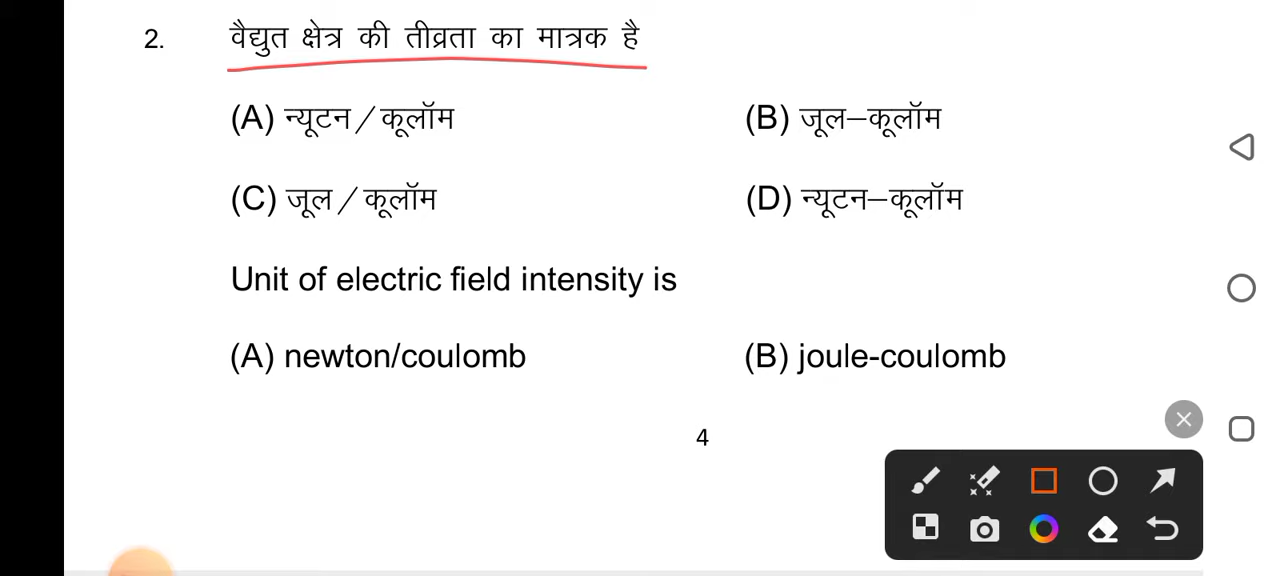 2. वैद्युत क्षेत्र की तीव्रता का मात्रक है
(A) न्यूटन/कूलॉम (B) जूल–कूलॉम
(C) जूल/कूलॉम (D) न्यूटन–कूलॉम
Unit of electric field intensity is
(A) newton/coulomb (B) joule-coulomb
4